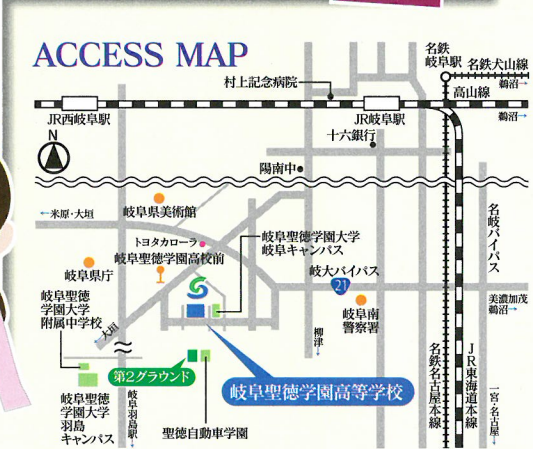 ACCESS MAP
名鉄
岐阜駅
名鉄犬山線
鵜沼→
高山線
鵜沼→
村上記念病院
JR西岐阜駅
JR岐阜駅
N
十六銀行
陽南中
←米原・大垣
岐阜県美術館
名岐バイパス
トヨタカローラ
岐阜聖徳学園高校前
岐阜聖徳学園大学
岐阜キャンパス
岐阜県庁
岐大バイパス
21
岐阜聖徳
学園大学
附属中学校
美濃加茂
鵜沼→
岐阜南
警察署
←大垣
柳津→
第2グラウンド
岐阜聖徳学園高等学校
名鉄名古屋本線
JR東海道本線
一宮・名古屋→
岐阜聖徳
学園大学
羽島
キャンパス
岐阜羽島駅→
聖徳自動車学園